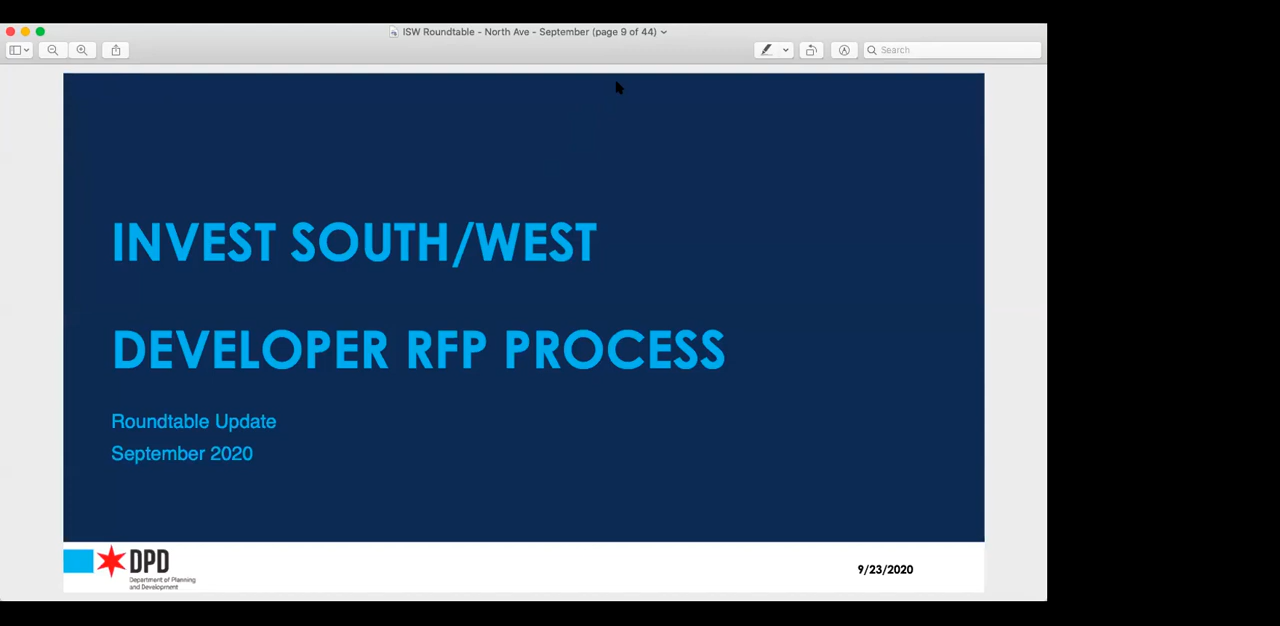 ISW Roundtable - North Ave - September (page 9 of 44)
Search
INVEST SOUTH/WEST
DEVELOPER RFP PROCESS
Roundtable Update
September 2020
DPD
Department of Planning
and Development
9/23/2020